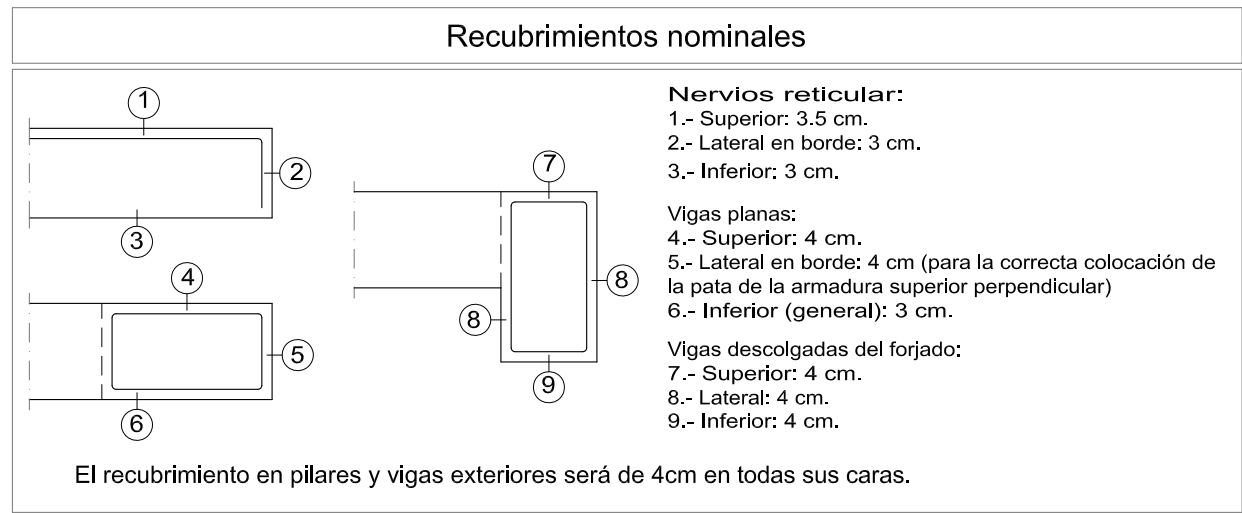 Recubrimientos nominales
1
2
3
4
5
6
7
8
8
9
Nervios reticular:
1.- Superior: 3.5 cm.
2.- Lateral en borde: 3 cm.
3.- Inferior: 3 cm.
Vigas planas:
4.- Superior: 4 cm.
5.- Lateral en borde: 4 cm (para la correcta colocación de
la pata de la armadura superior perpendicular)
6.- Inferior (general): 3 cm.
Vigas descolgadas del forjado:
7.- Superior: 4 cm.
8.- Lateral: 4 cm.
9.- Inferior: 4 cm.
El recubrimiento en pilares y vigas exteriores será de 4cm en todas sus caras.